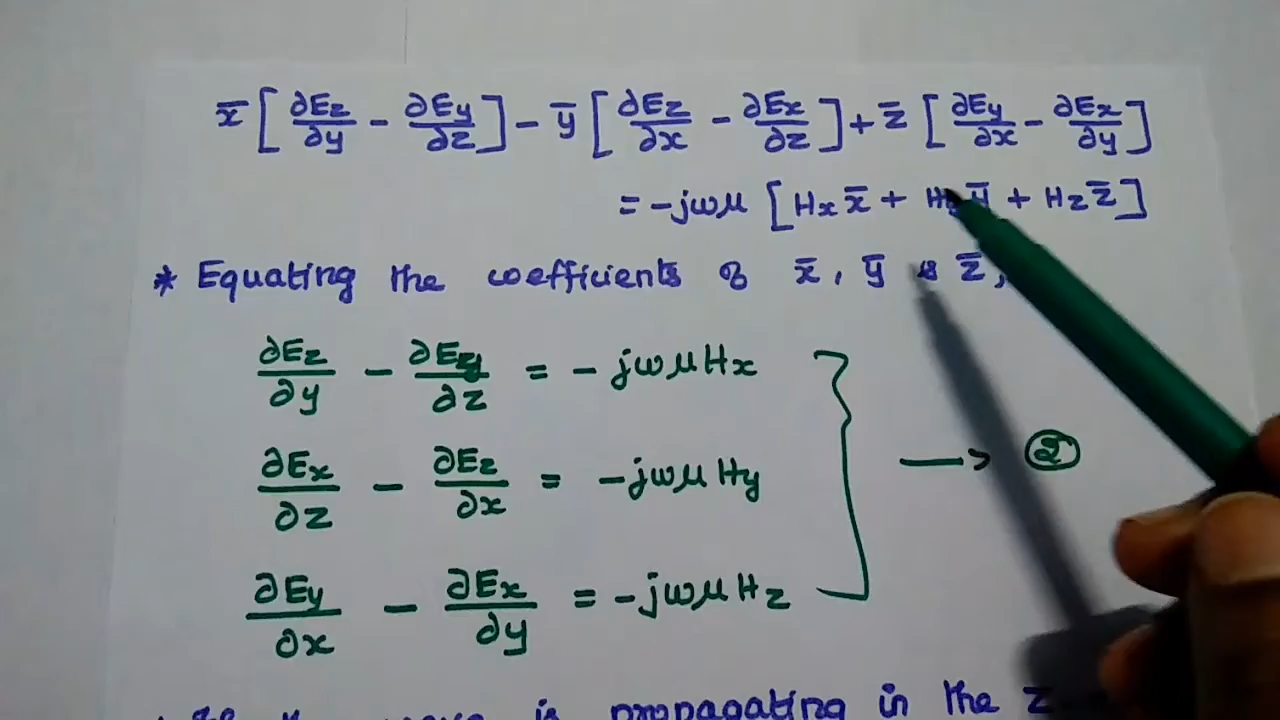 x̄ [ ∂Ez/∂y - ∂Ey/∂z ] - ȳ [ ∂Ez/∂x - ∂Ex/∂z ] + z̄ [ ∂Ey/∂x - ∂Ex/∂y ]
= -jωμ [ Hx x̄ + H ȳ + Hz z̄ ]
* Equating the coefficients of x̄, ȳ & z̄,
∂Ez/∂y - ∂Ey/∂z = - jωμHx
∂Ex/∂z - ∂Ez/∂x = -jωμHy → ②
∂Ey/∂x - ∂Ex/∂y = -jωμHz
is propagating in the z